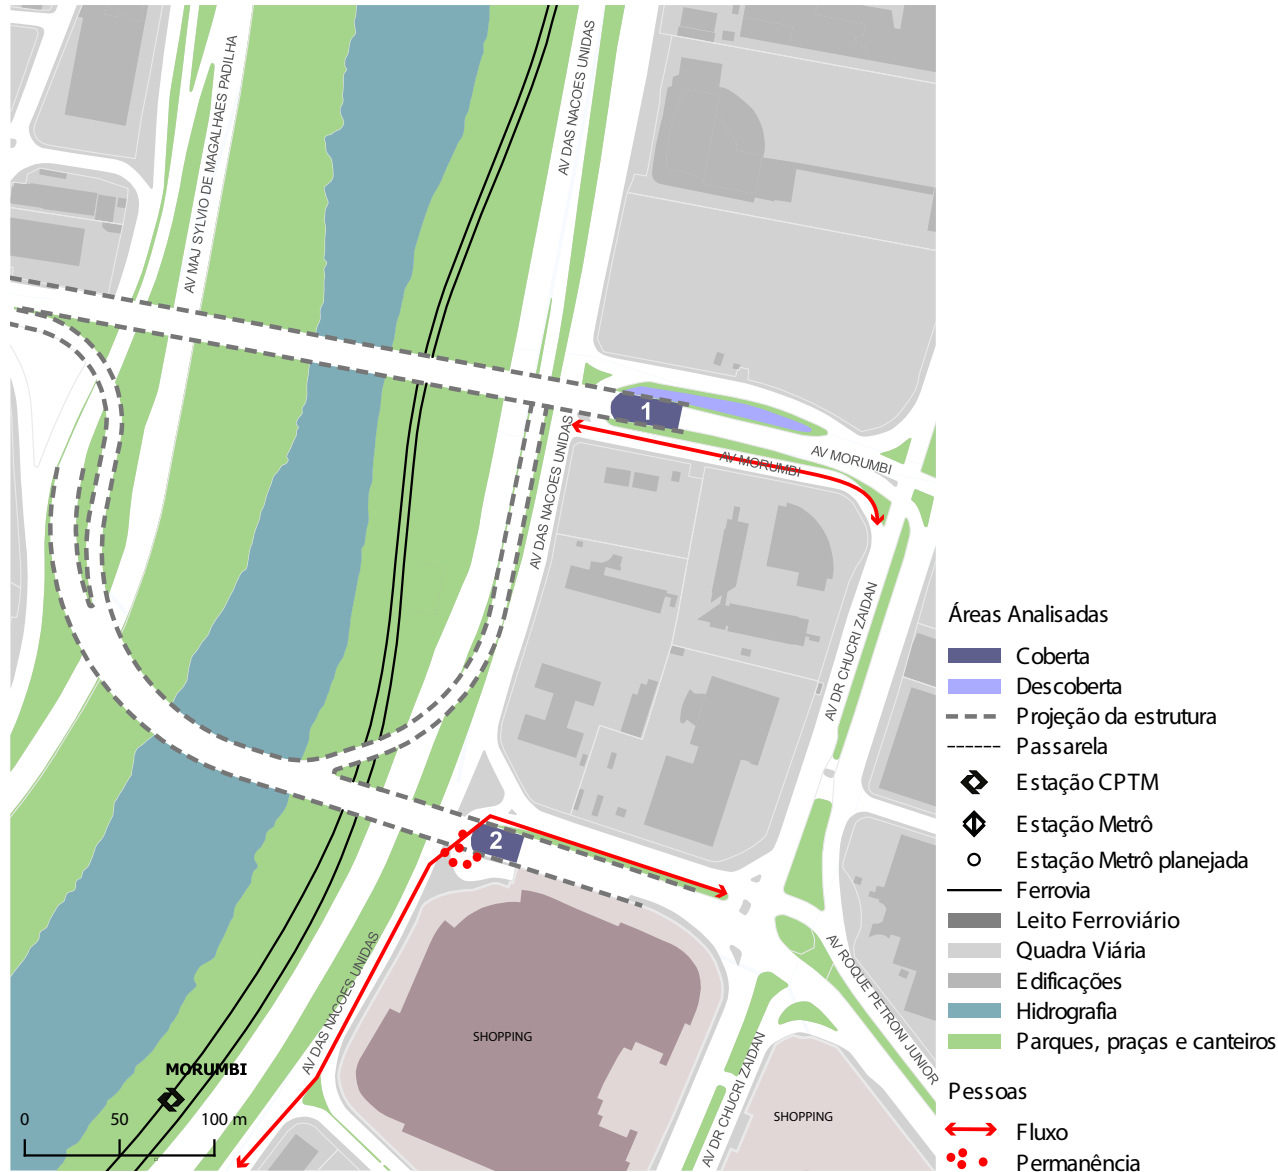 AV MAJ SYLVIO DE MAGALHAES PADILHA
AV DAS NACOES UNIDAS
1
AV MORUMBI
AV MORUMBI
AV DAS NACOES UNIDAS
AV DR CHUCRI ZAIDAN
2
AV DAS NACOES UNIDAS
AV ROQUE PETRONI JUNIOR
SHOPPING
AV DR CHUCRI ZAIDAN
SHOPPING
MORUMBI
0 50 100 m
Áreas Analisadas
Coberta
Descoberta
Projeção da estrutura
Passarela
Estação CPTM
Estação Metrô
Estação Metrô planejada
Ferrovia
Leito Ferroviário
Quadra Viária
Edificações
Hidrografia
Parques, praças e canteiros
Pessoas
Fluxo
Permanência